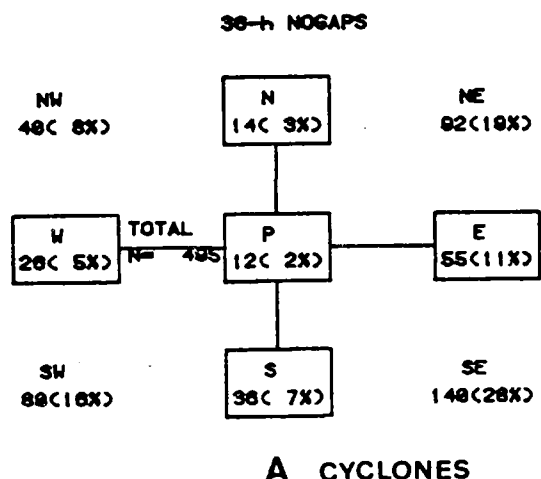 36-h NOGAPS
NW
40( 8%)
N
14( 3%)
NE
92(19%)
W
26( 5%)
TOTAL
N= 495
P
12( 2%)
E
55(11%)
SW
80(16%)
S
36( 7%)
SE
140(28%)
A CYCLONES